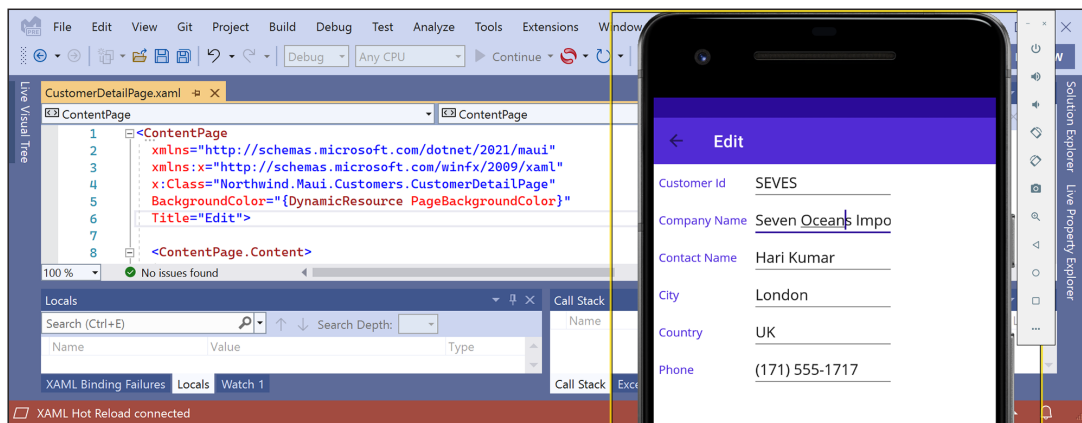 PRE File Edit View Git Project Build Debug Test Analyze Tools Extensions Window
Debug Any CPU Continue
Live Visual Tree
CustomerDetailPage.xaml
ContentPage ContentPage
1 <ContentPage
2 xmlns="http://schemas.microsoft.com/dotnet/2021/maui"
3 xmlns:x="http://schemas.microsoft.com/winfx/2009/xaml"
4 x:Class="Northwind.Maui.Customers.CustomerDetailPage"
5 BackgroundColor="{DynamicResource PageBackgroundColor}"
6 Title="Edit">
7
8 <ContentPage.Content>
100 % No issues found
Locals
Search (Ctrl+E) Search Depth:
Name Value Type
XAML Binding Failures Locals Watch 1
Call Stack
Name
Call Stack Exce
XAML Hot Reload connected
Edit
Customer Id SEVES
Company Name Seven Oceans Impo
Contact Name Hari Kumar
City London
Country UK
Phone (171) 555-1717
Solution Explorer
Live Property Explorer